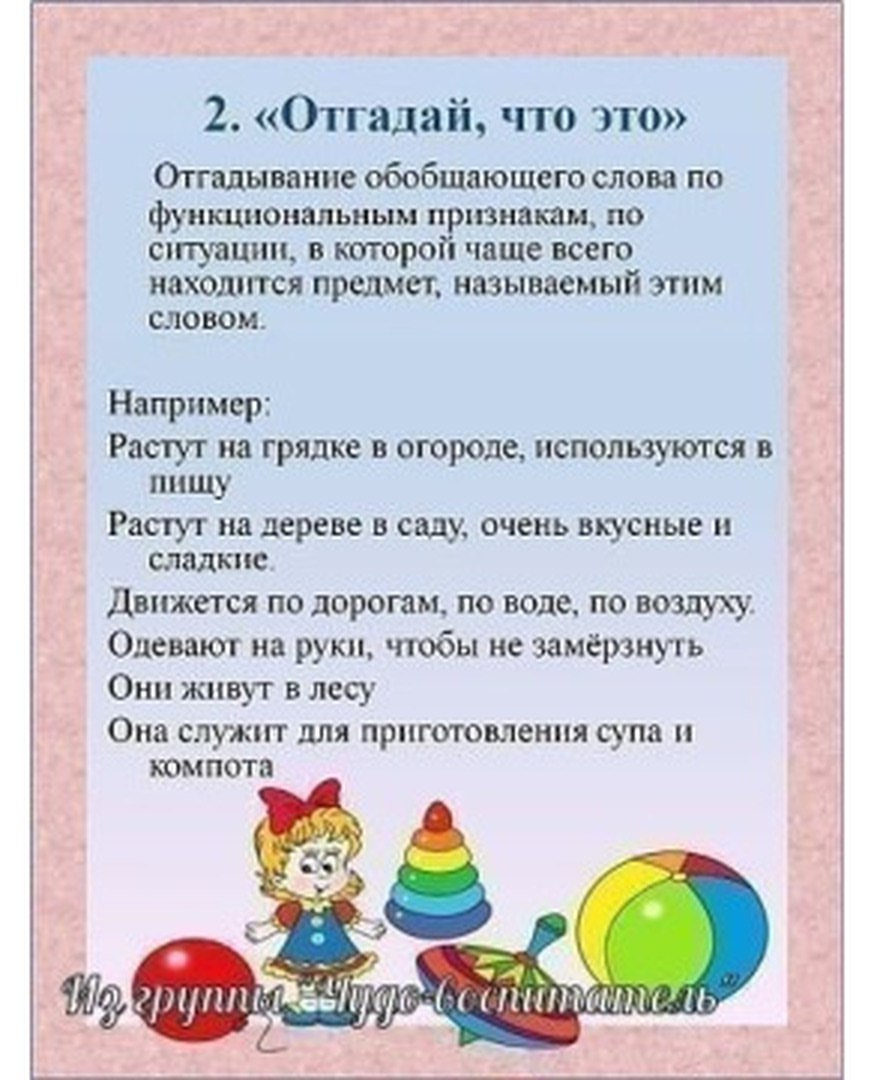 2. «Отгадай, что это»
Отгадывание обобщающего слова по
функциональным признакам, по
ситуации, в которой чаще всего
находится предмет, называемый этим
словом.
Например:
Растут на грядке в огороде, используются в
пищу
Растут на дереве в саду, очень вкусные и
сладкие.
Движется по дорогам, по воде, по воздуху.
Одевают на руки, чтобы не замёрзнуть
Они живут в лесу
Она служит для приготовления супа и
компота
Из группы "Чудо-воспитатель"